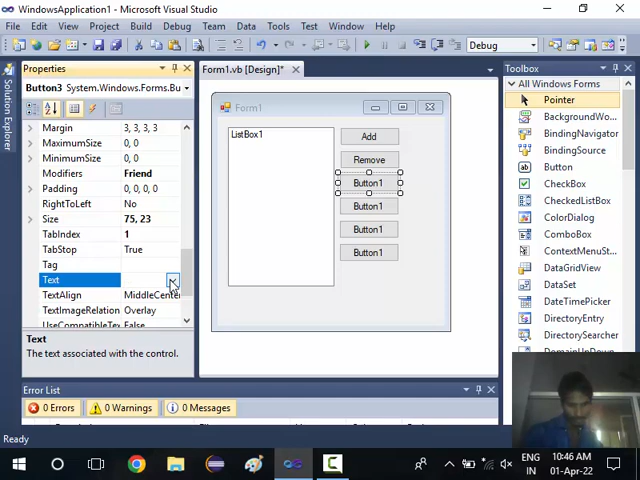 WindowsApplication1 - Microsoft Visual Studio
File Edit View Project Build Debug Team Data Tools Test Window Help
Debug
Solution Explorer
Properties
Button3 System.Windows.Forms.Bu
Margin 3, 3, 3, 3
MaximumSize 0, 0
MinimumSize 0, 0
Modifiers Friend
Padding 0, 0, 0, 0
RightToLeft No
Size 75, 23
TabIndex 1
TabStop True
Tag
Text
TextAlign MiddleCenter
TextImageRelation Overlay
UseCompatibleTex False
Text
The text associated with the control.
Form1.vb [Design]*
Form1
ListBox1
Add
Remove
Button1
Button1
Button1
Button1
Toolbox
All Windows Forms
Pointer
BackgroundWo...
BindingNavigator
BindingSource
Button
CheckBox
CheckedListBox
ColorDialog
ComboBox
ContextMenuSt...
DataGridView
DataSet
DateTimePicker
DirectoryEntry
DirectorySearcher
DomainUpDown
Error List
0 Errors 0 Warnings 0 Messages
Ready
ENG
IN
10:46 AM
01-Apr-22